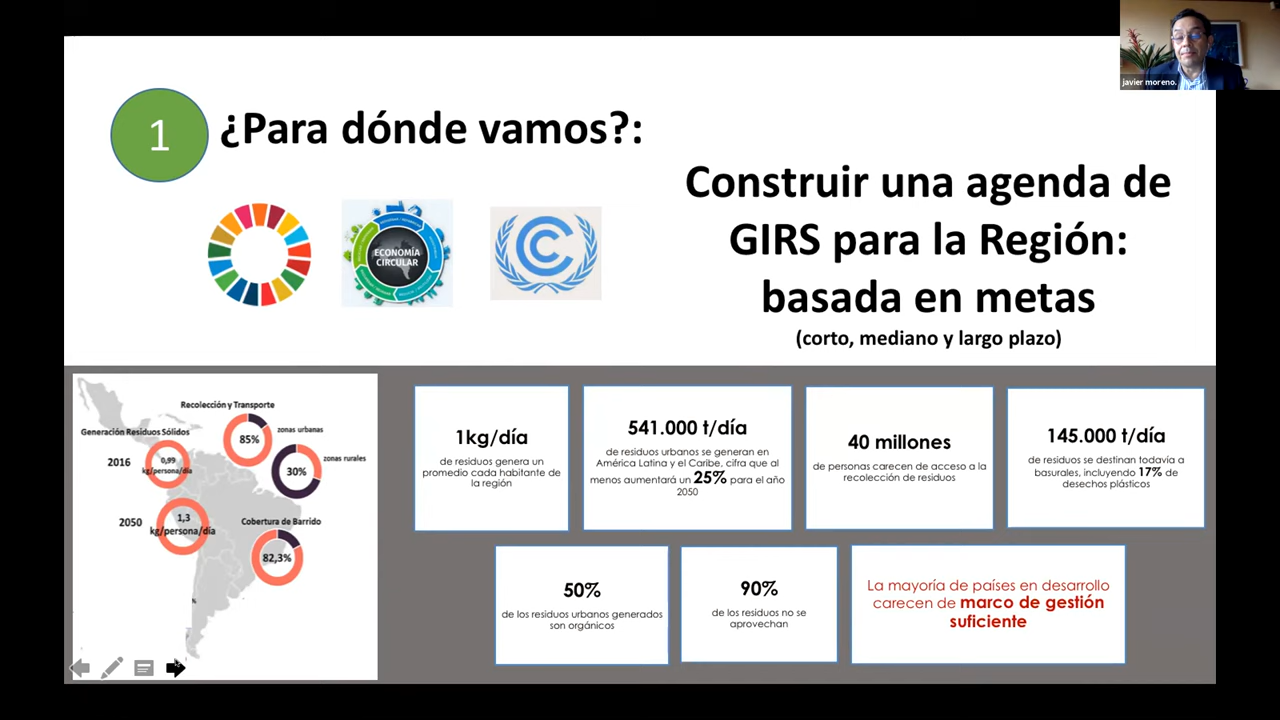 javier moreno.
1
¿Para dónde vamos?:
Construir una agenda de
GIRS para la Región:
basada en metas
(corto, mediano y largo plazo)
ECONOMÍA
CIRCULAR
Recolección y Transporte
85%
zonas urbanas
Generación Residuos Sólidos
2016
0,99
kg/persona/día
30%
zonas rurales
2050
1,3
kg/persona/día
Cobertura de Barrido
82,3%
%
1kg/día
de residuos genera un
promedio cada habitante de
la región
541.000 t/día
de residuos urbanos se generan en
América Latina y el Caribe, cifra que al
menos aumentará un 25% para el año
2050
40 millones
de personas carecen de acceso a la
recolección de residuos
145.000 t/día
de residuos se destinan todavía a
basurales, incluyendo 17% de
desechos plásticos
50%
de los residuos urbanos generados
son orgánicos
90%
de los residuos no se
aprovechan
La mayoría de países en desarrollo
carecen de marco de gestión
suficiente